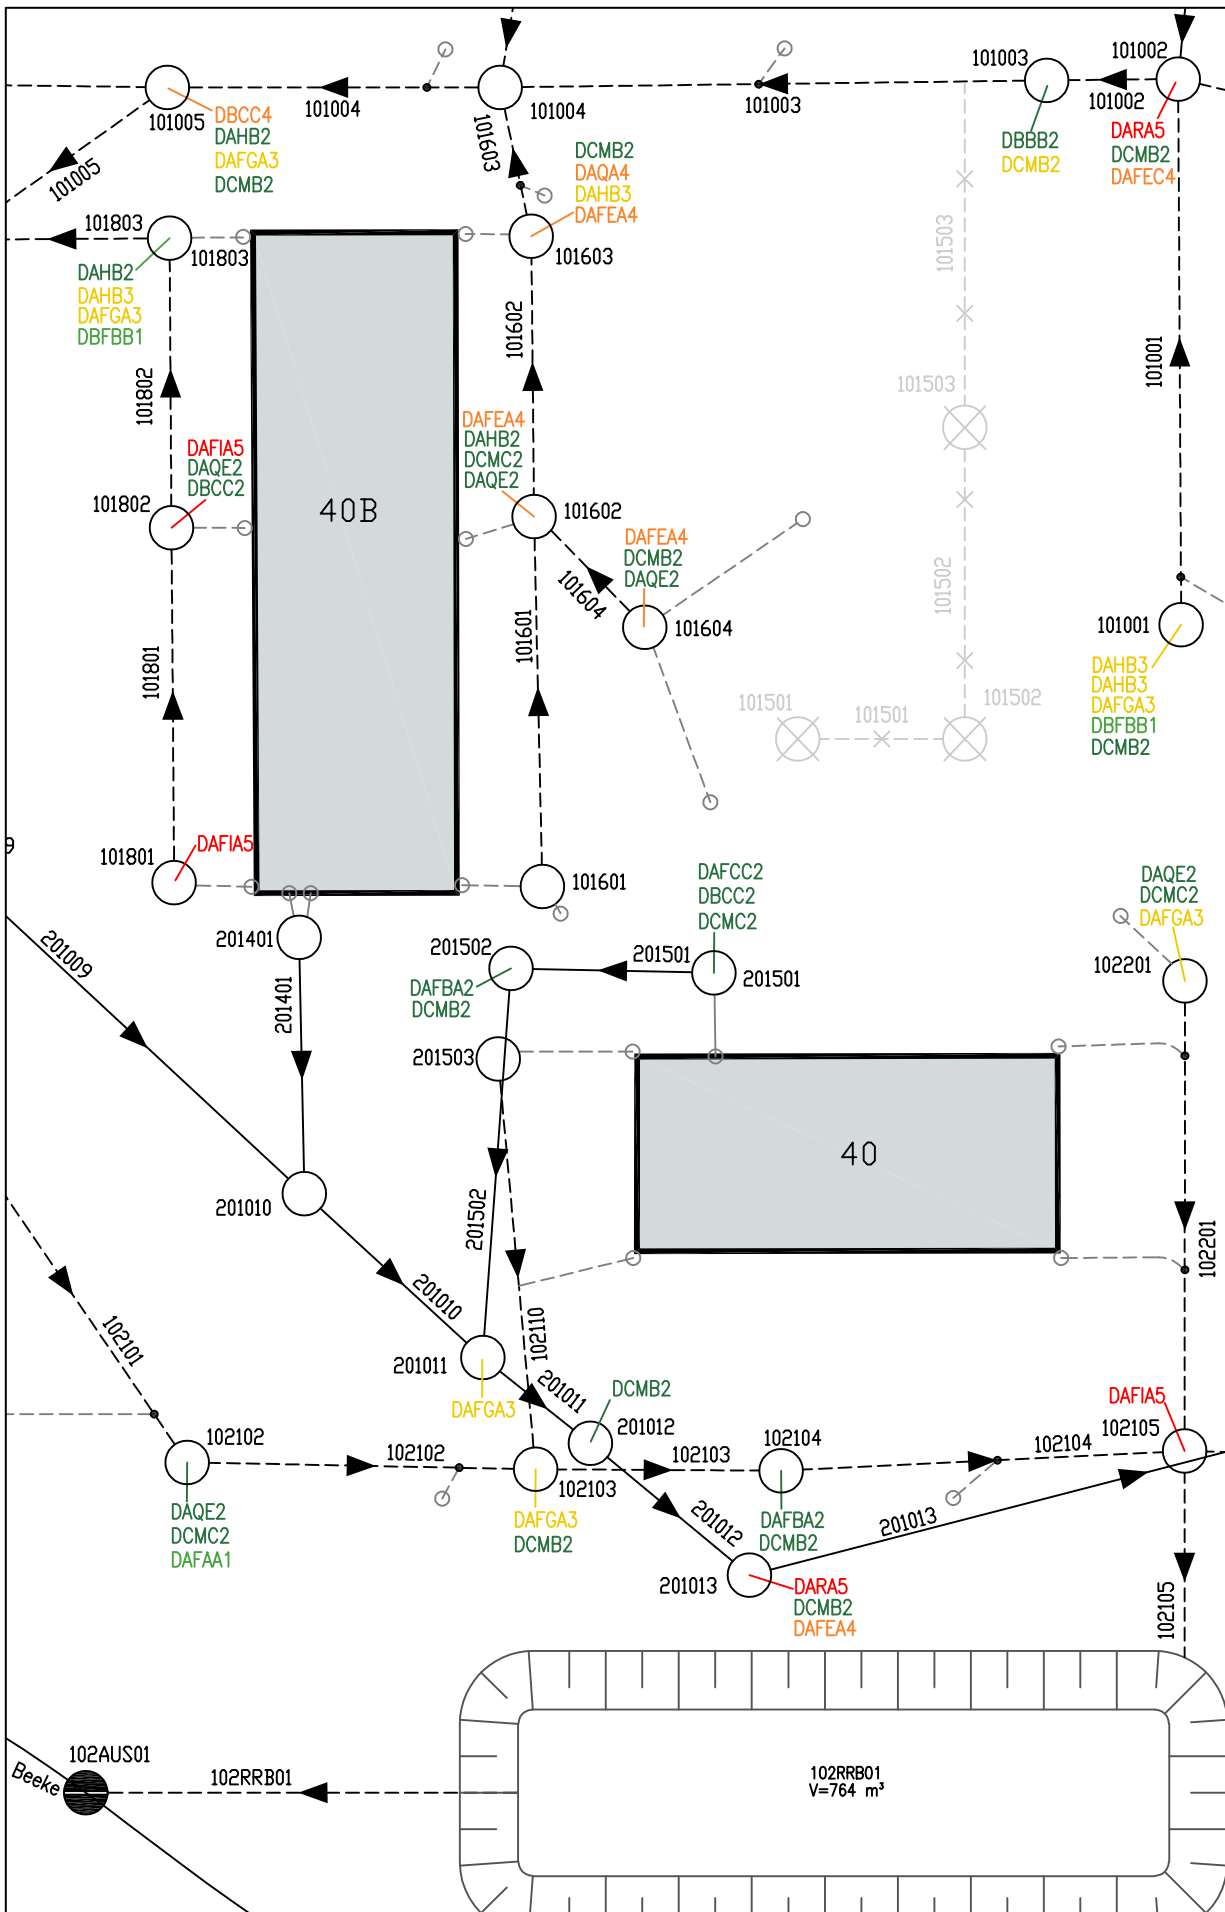 101003
101002
101004
101003
101002
101005
101004
DBCC4
DAHB2
DAFGA3
DCMB2
101603
DCMB2
DAQA4
DAHB3
DAFEA4
DBBB2
DCMB2
DARA5
DCMB2
DAFEC4
101005
101803
101803
101603
101503
DAHB2
DAHB3
DAFGA3
DBFBB1
101602
101802
101503
101001
DAFIA5
DAQE2
DBCC2
101802
40B
DAFEA4
DAHB2
DCMC2
DAQE2
101602
DAFEA4
DCMB2
DAQE2
101604
101604
101502
101001
101601
101801
DAHB3
DAHB3
DAFGA3
DBFBB1
DCMB2
101501
101501
101502
9
101801
DAFIA5
101601
DAFCC2
DBCC2
DCMC2
DAQE2
DCMC2
DAFGA3
201009
201401
201502
201501
201501
102201
DAFBA2
DCMB2
201401
201503
40
201010
201502
102201
201010
102101
102110
201011
DAFGA3
201011
DCMB2
201012
DAFIA5
102105
102102
102102
102103
102103
102104
102104
DAQE2
DCMC2
DAFAA1
DAFGA3
DCMB2
DAFBA2
DCMB2
201012
201013
201013
DARA5
DCMB2
DAFEA4
102105
102AUS01
Beeke
102RRB01
102RRB01
V=764 m³